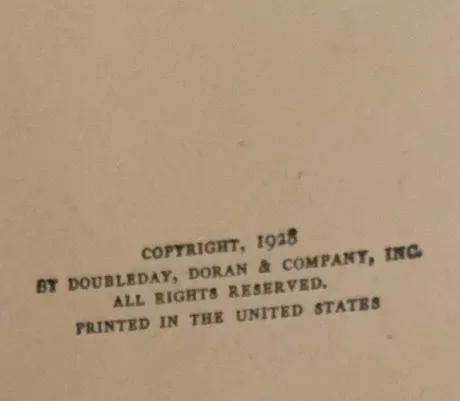 COPYRIGHT, 1928
BY DOUBLEDAY, DORAN & COMPANY, INC.
ALL RIGHTS RESERVED.
PRINTED IN THE UNITED STATES